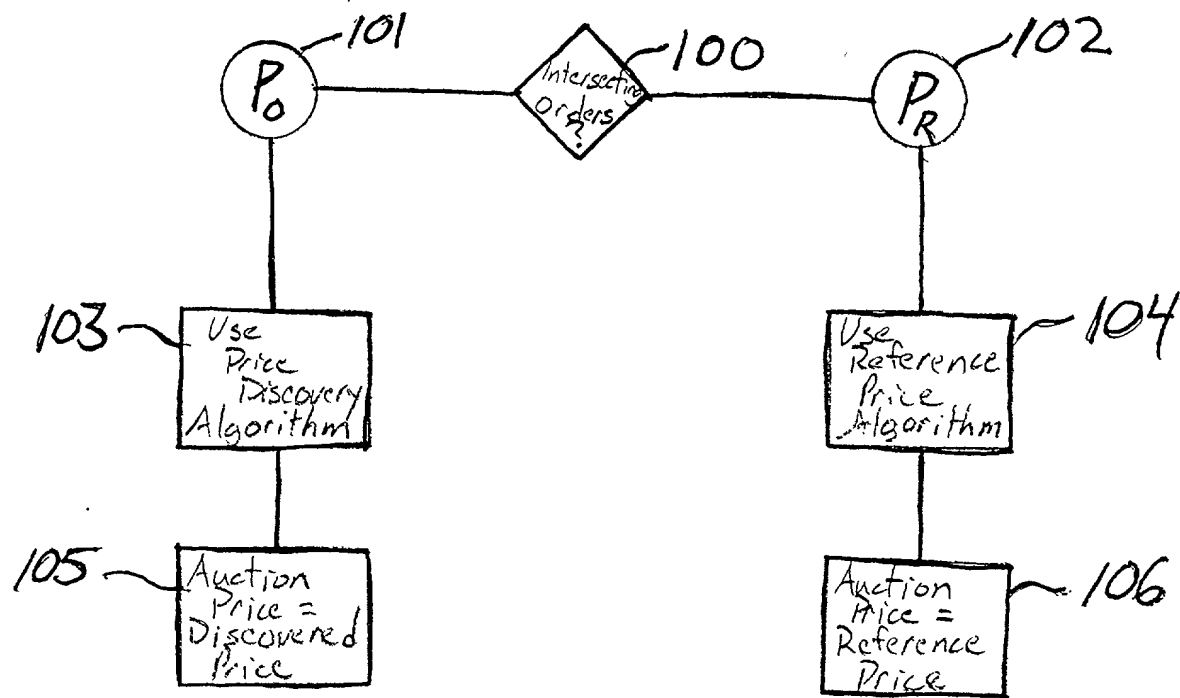 101
100
102
P0
Intersecting
Orders
?
PR
103
Use
Price
Discovery
Algorithm
104
Use
Reference
Price
Algorithm
105
Auction
Price =
Discovered
Price
106
Auction
Price =
Reference
Price